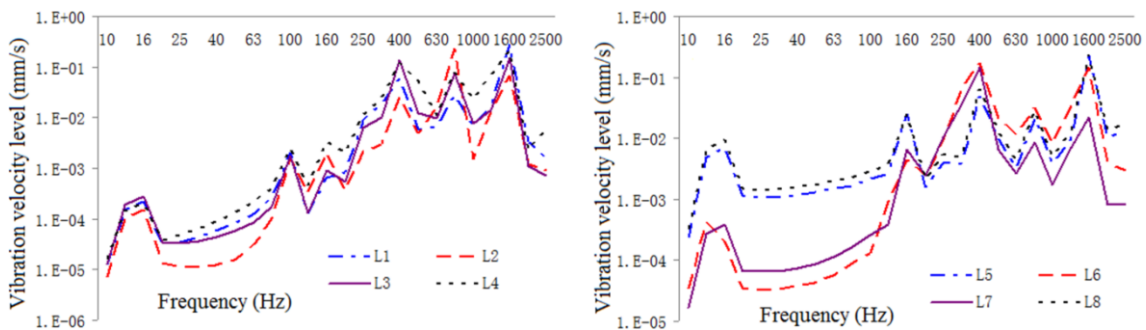 Vibration velocity level (mm/s)
1.E+00
1.E-01
1.E-02
1.E-03
1.E-04
1.E-05
1.E-06
10 16 25 40 63 100 160 250 400 630 1000 1600 2500
L1 L2
L3 L4
Frequency (Hz)
Vibration velocity level (mm/s)
1.E+00
1.E-01
1.E-02
1.E-03
1.E-04
1.E-05
10 16 25 40 63 100 160 250 400 630 1000 1600 2500
L5 L6
L7 L8
Frequency (Hz)